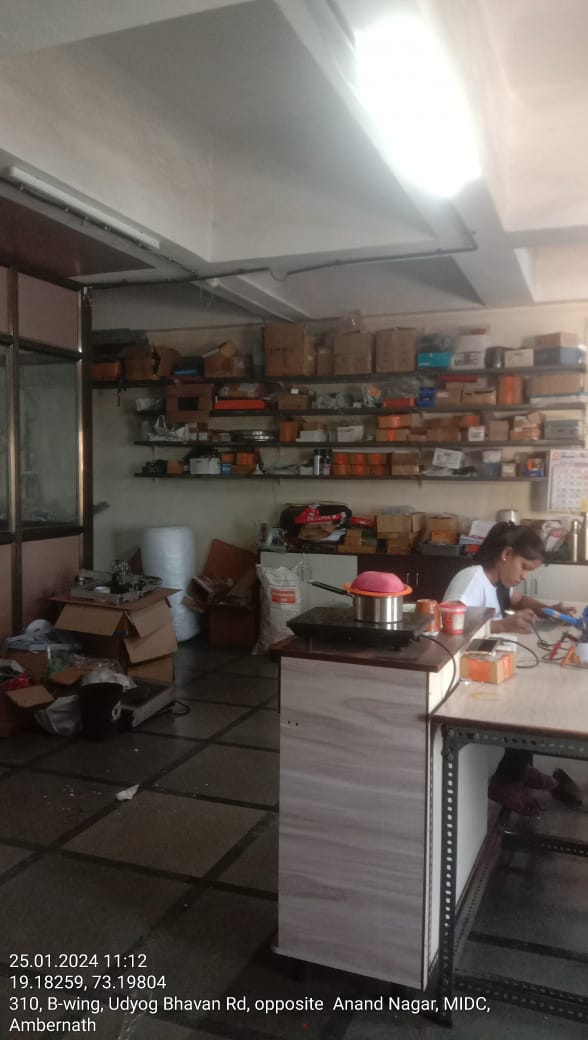 25.01.2024 11:12
19.18259, 73.19804
310, B-wing, Udyog Bhavan Rd, opposite  Anand Nagar, MIDC,
Ambernath